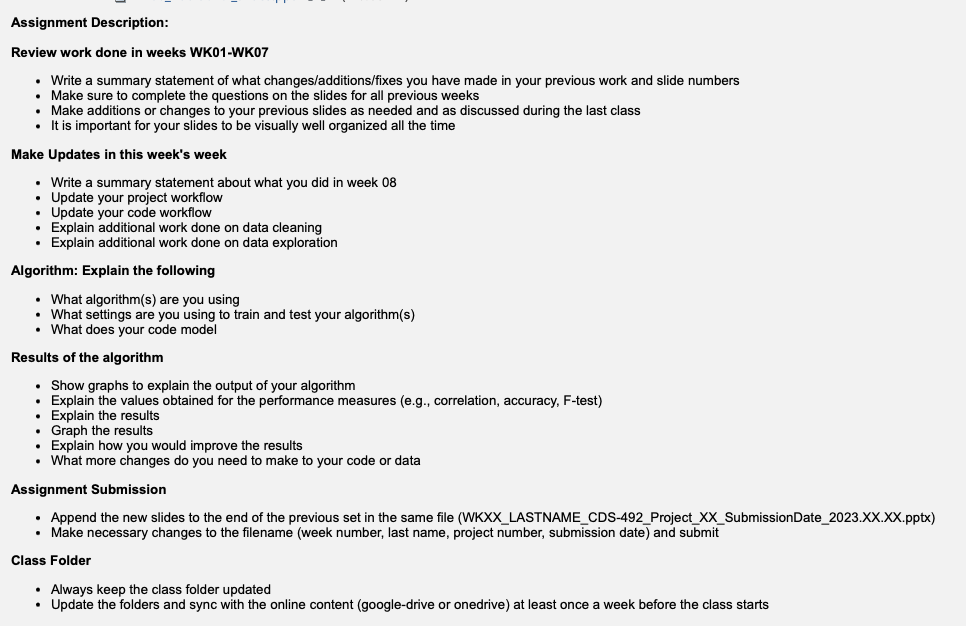 Assignment Description:
Review work done in weeks WK01-WK07
• Write a summary statement of what changes/additions/fixes you have made in your previous work and slide numbers
• Make sure to complete the questions on the slides for all previous weeks
• Make additions or changes to your previous slides as needed and as discussed during the last class
• It is important for your slides to be visually well organized all the time
Make Updates in this week's week
• Write a summary statement about what you did in week 08
• Update your project workflow
• Update your code workflow
• Explain additional work done on data cleaning
• Explain additional work done on data exploration
Algorithm: Explain the following
• What algorithm(s) are you using
• What settings are you using to train and test your algorithm(s)
• What does your code model
Results of the algorithm
• Show graphs to explain the output of your algorithm
• Explain the values obtained for the performance measures (e.g., correlation, accuracy, F-test)
• Explain the results
• Graph the results
• Explain how you would improve the results
• What more changes do you need to make to your code or data
Assignment Submission
• Append the new slides to the end of the previous set in the same file (WKXX_LASTNAME_CDS-492_Project_XX_SubmissionDate_2023.XX.XX.pptx)
• Make necessary changes to the filename (week number, last name, project number, submission date) and submit
Class Folder
• Always keep the class folder updated
• Update the folders and sync with the online content (google-drive or onedrive) at least once a week before the class starts